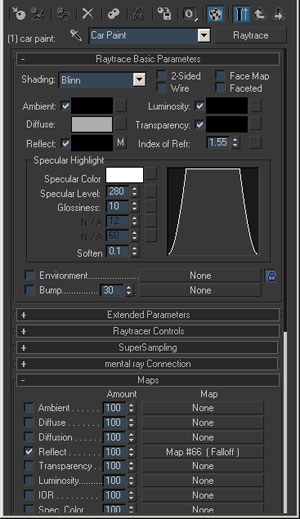 (1) car paint: Car Paint Raytrace
- Raytrace Basic Parameters
Shading: Blinn 2-Sided Face Map
Wire Faceted
Ambient: Luminosity:
Diffuse: Transparency:
Reflect: M Index of Refr: 1.55
Specular Highlight
Specular Color
Specular Level: 280
Glossiness: 10
N/A 12
N/A 60
Soften 0.1
Environment..................... None
Bump.............. 30 None
+ Extended Parameters
+ Raytracer Controls
+ SuperSampling
+ mental ray Connection
- Maps
Amount Map
Ambient . . . . . . 100 None
Diffuse . . . . . . 100 None
Diffusion . . . . . 100 None
Reflect . . . . . . 100 Map #66 ( Falloff )
Transparency . . 100 None
Luminosity........ 100 None
IOR . . . . . . . . 100 None
Spec. Color . . . 100 None